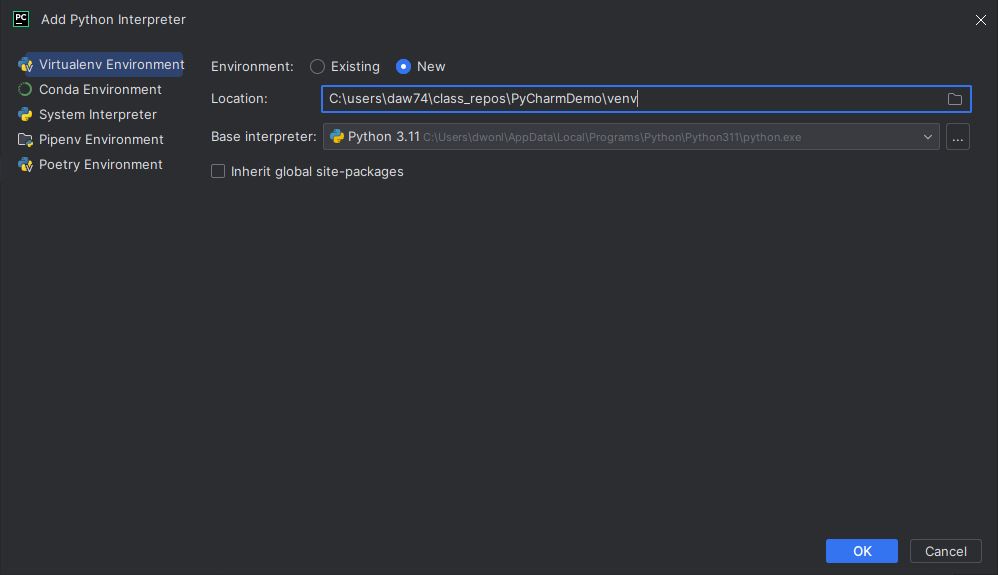 PC Add Python Interpreter
Virtualenv Environment
Conda Environment
System Interpreter
Pipenv Environment
Poetry Environment
Environment: Existing New
Location: C:\users\daw74\class_repos\PyCharmDemo\venv
Base interpreter: Python 3.11 C:\Users\dwonl\AppData\Local\Programs\Python\Python311\python.exe ...
Inherit global site-packages
OK Cancel